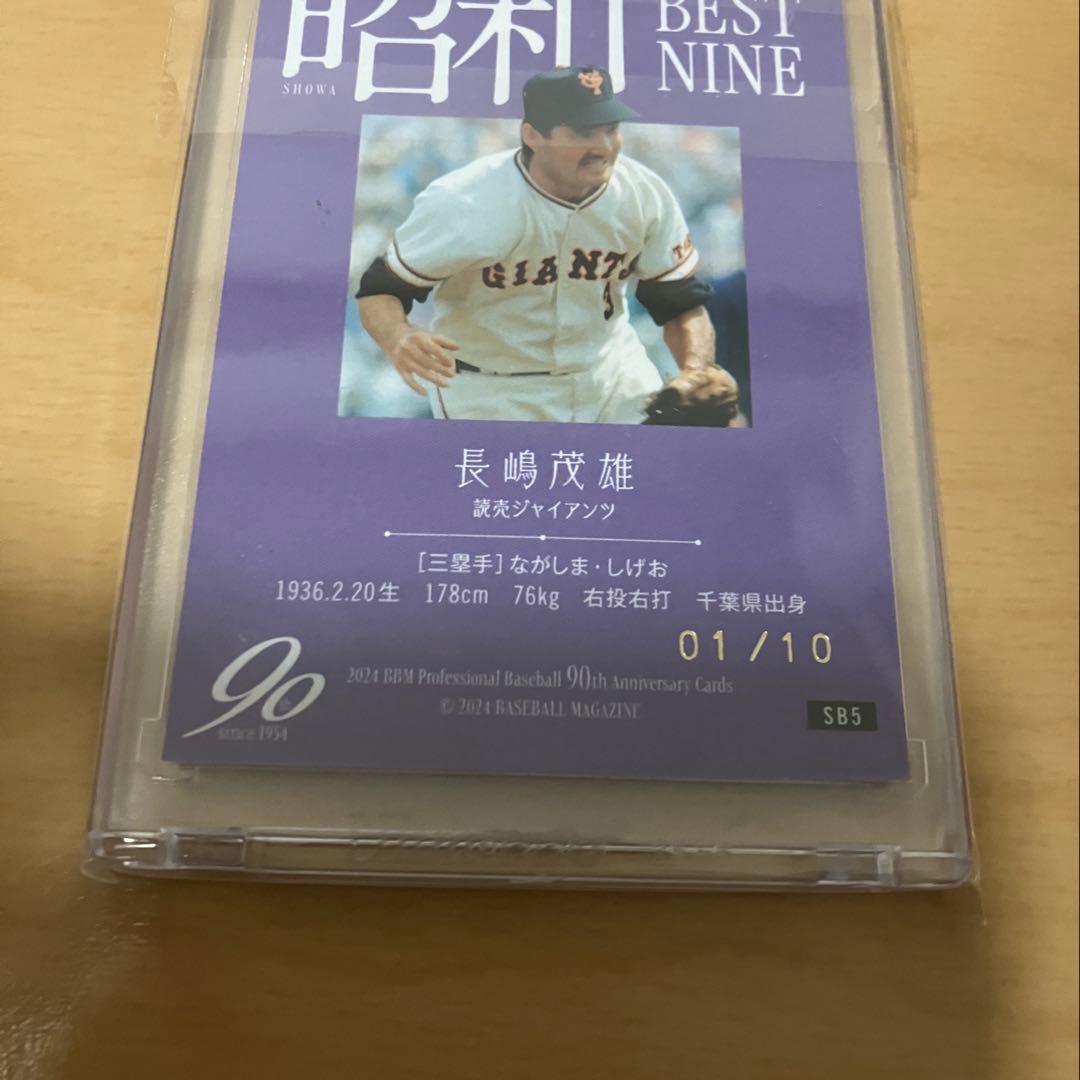 昭和
SHOWA
BEST
NINE
YG
GIANTS
3
長嶋茂雄
読売ジャイアンツ
[三塁手] ながしま・しげお
1936.2.20生 178cm 76kg 右投右打 千葉県出身
01/10
90
since 1934
2024 BBM Professional Baseball 90th Anniversary Cards
© 2024 BASEBALL MAGAZINE
SB5